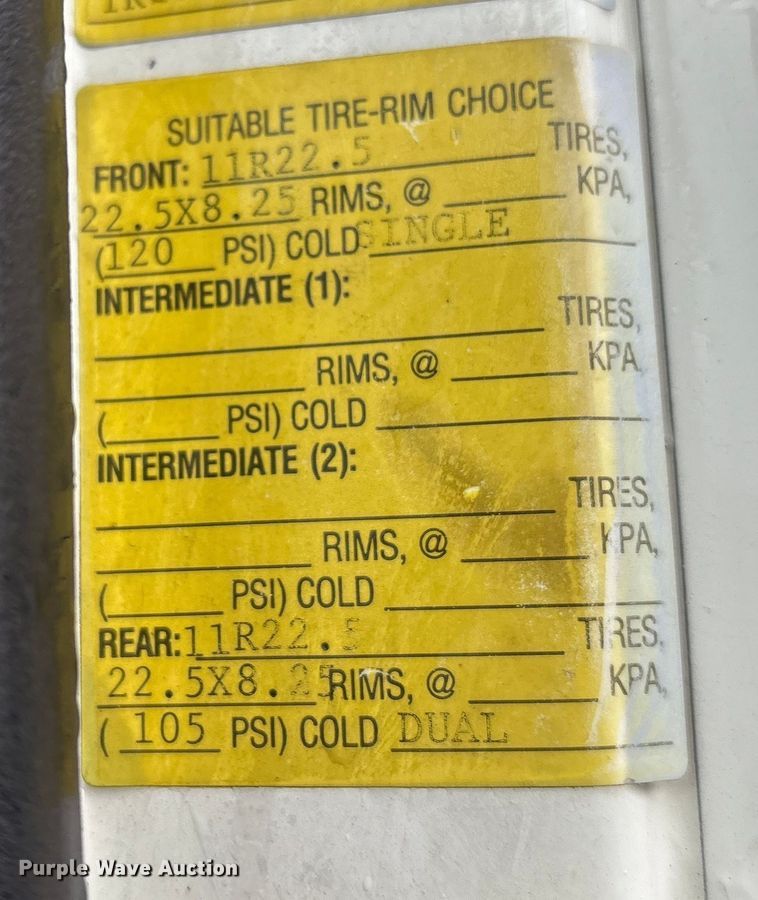 SUITABLE TIRE-RIM CHOICE
FRONT: 11R22.5 TIRES,
22.5X8.25 RIMS, @ KPA,
(120 PSI) COLD SINGLE
INTERMEDIATE (1):
TIRES,
RIMS, @ KPA
( PSI) COLD
INTERMEDIATE (2):
TIRES,
RIMS, @ KPA,
( PSI) COLD
REAR: 11R22.5 TIRES,
22.5X8.25 RIMS, @ KPA,
( 105 PSI) COLD DUAL
Purple Wave Auction